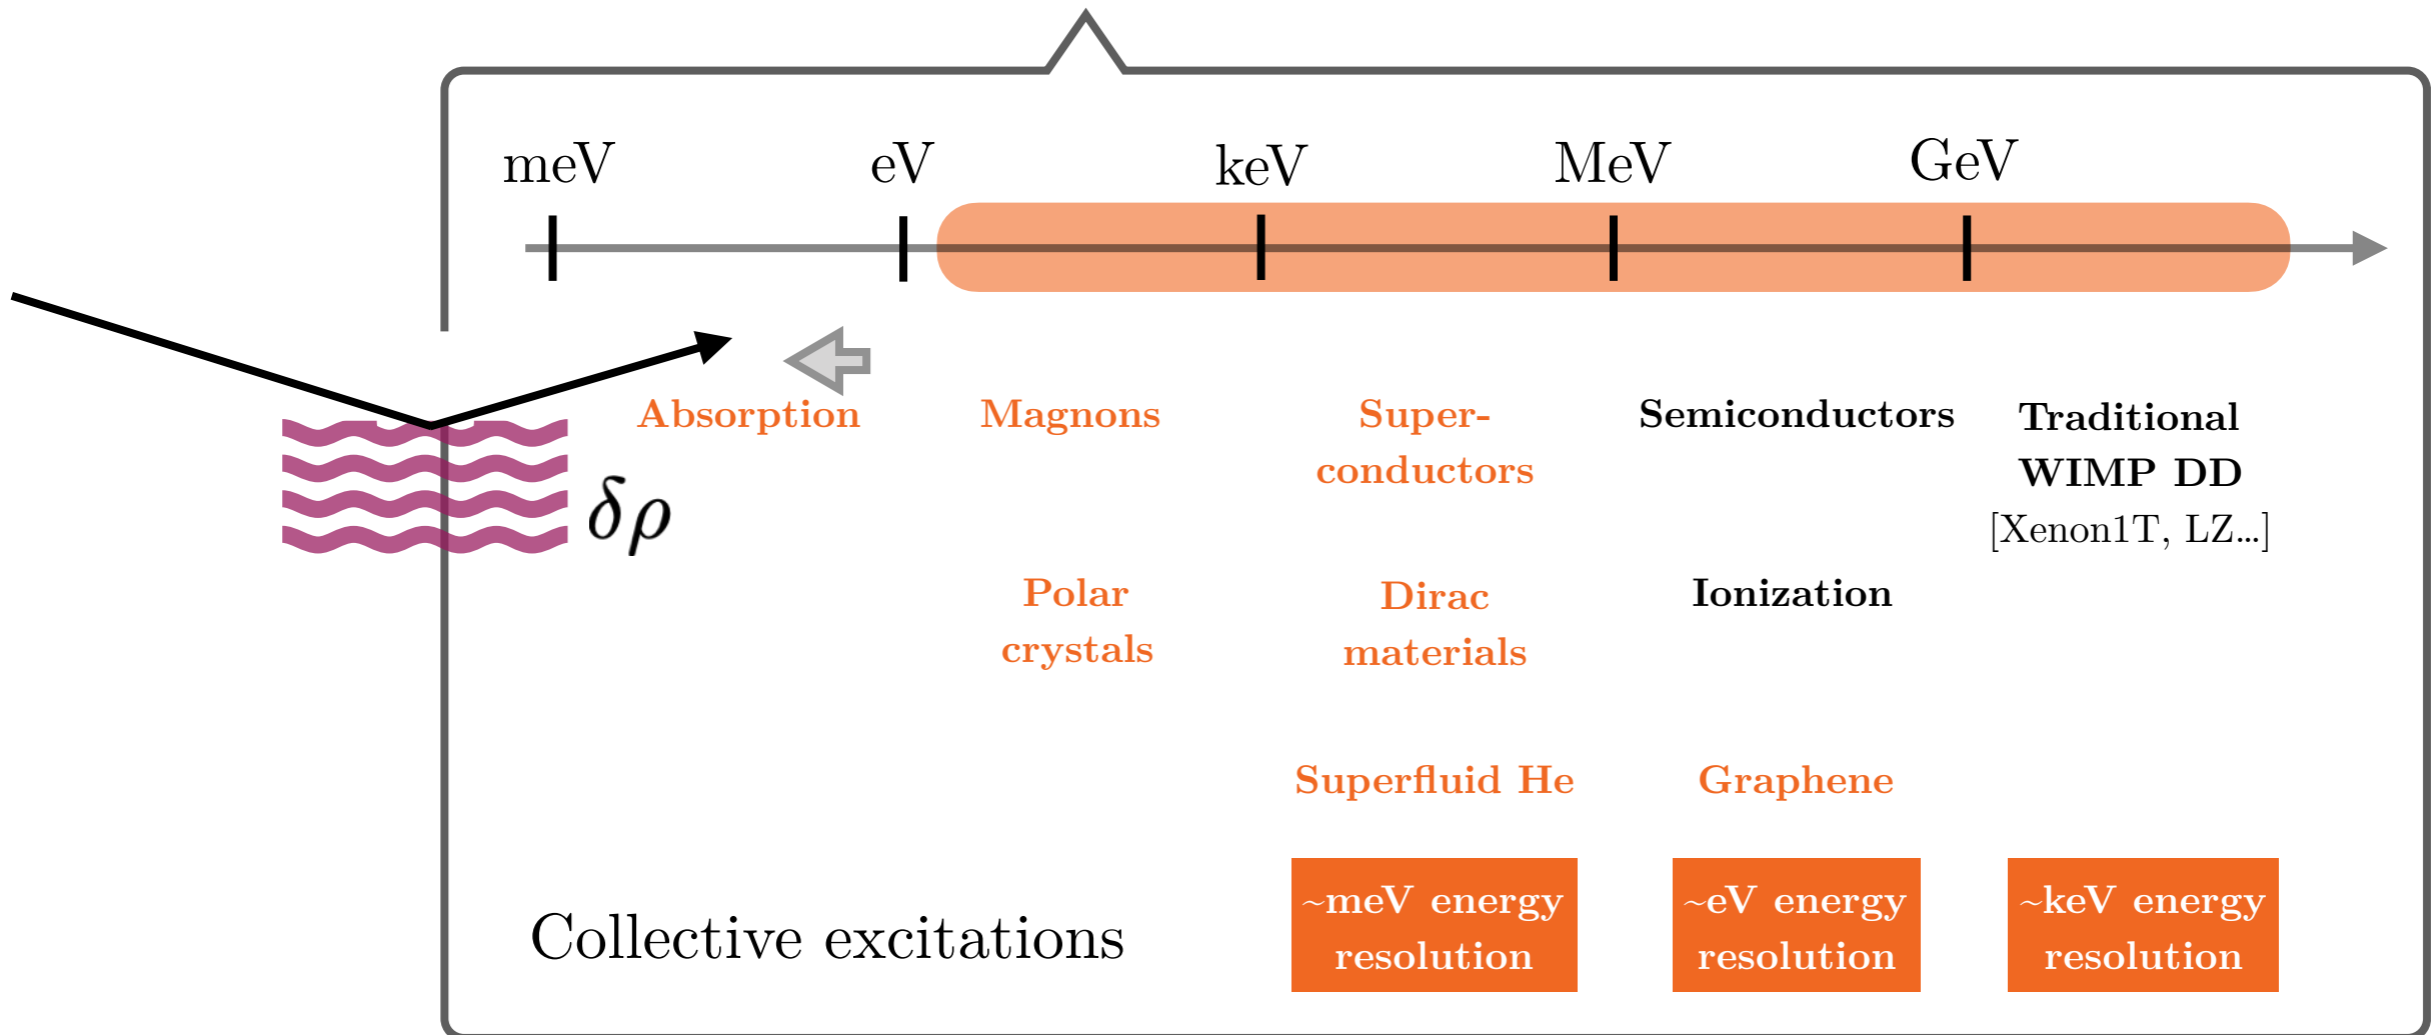 meV eV keV MeV GeV
Absorption Magnons Super- Semiconductors Traditional
conductors WIMP DD
δρ [Xenon1T, LZ…]
Polar Dirac Ionization
crystals materials
Superfluid He Graphene
~meV energy ~eV energy ~keV energy
Collective excitations resolution resolution resolution